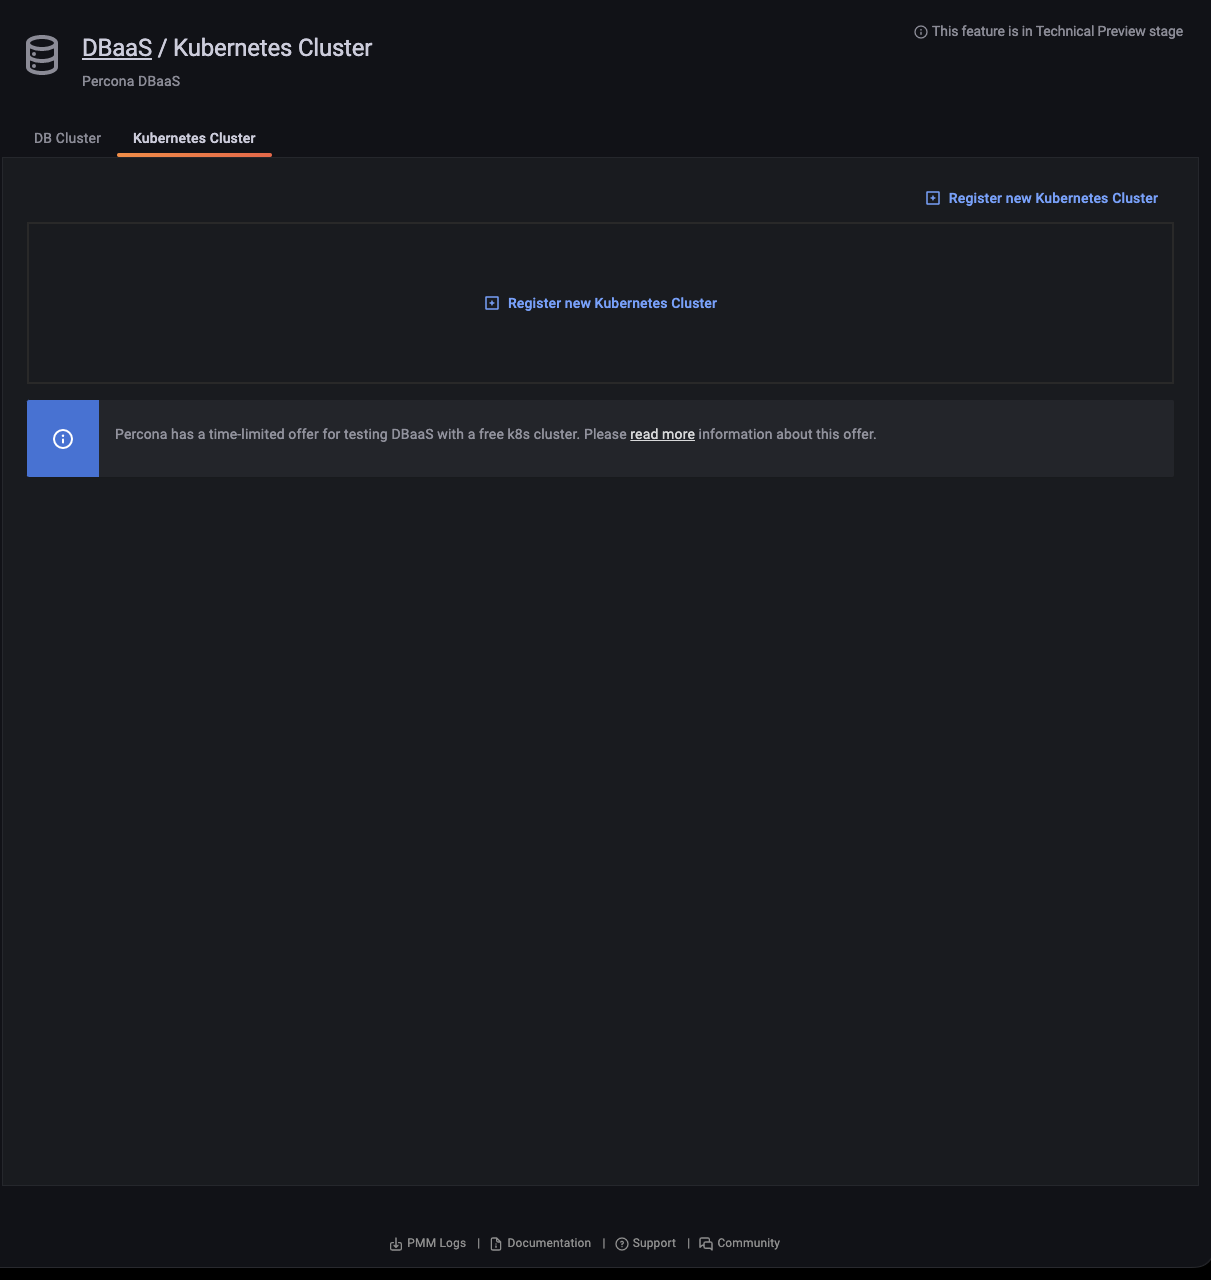 This feature is in Technical Preview stage
DBaaS / Kubernetes Cluster
Percona DBaaS
DB Cluster
Kubernetes Cluster
Register new Kubernetes Cluster
Register new Kubernetes Cluster
Percona has a time-limited offer for testing DBaaS with a free k8s cluster. Please read more information about this offer.
PMM Logs | Documentation | Support | Community